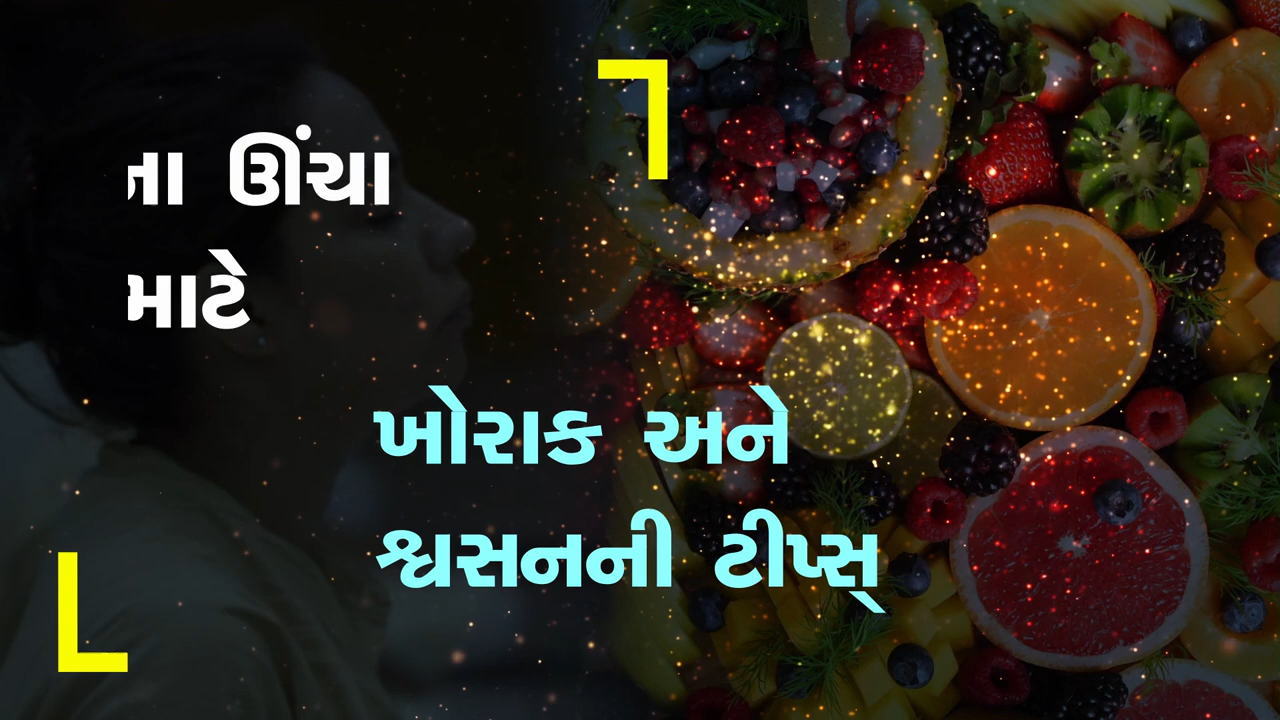 ઊંચા
માટે
ખોરાક અને
શ્વસનની ટીપ્સ્